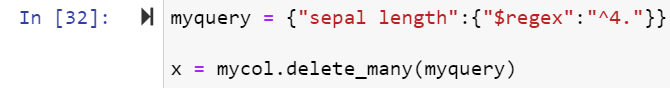 In [32]:
myquery = {"sepal length":{"$regex":"^4."}}
x = mycol.delete_many(myquery)